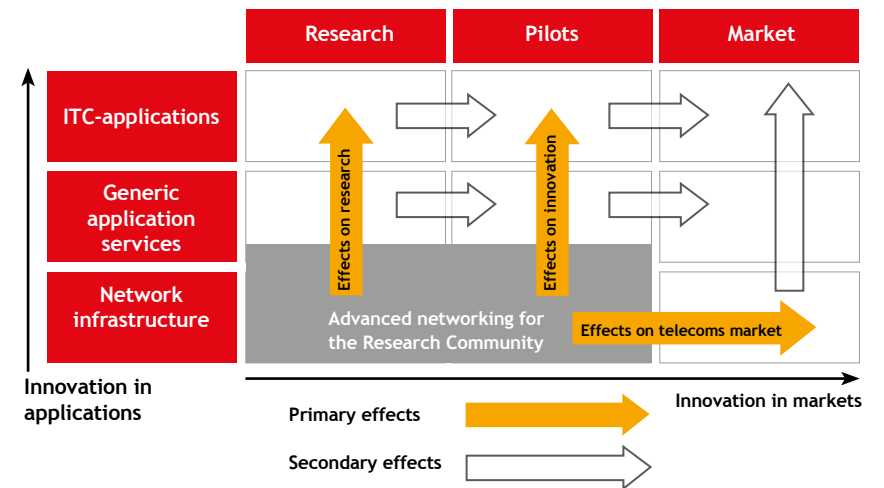 Research
Pilots
Market
ITC-applications
Effects on research
Effects on innovation
Generic
application
services
Network
infrastructure
Advanced networking for
the Research Community
Effects on telecoms market
Innovation in
applications
Innovation in markets
Primary effects
Secondary effects